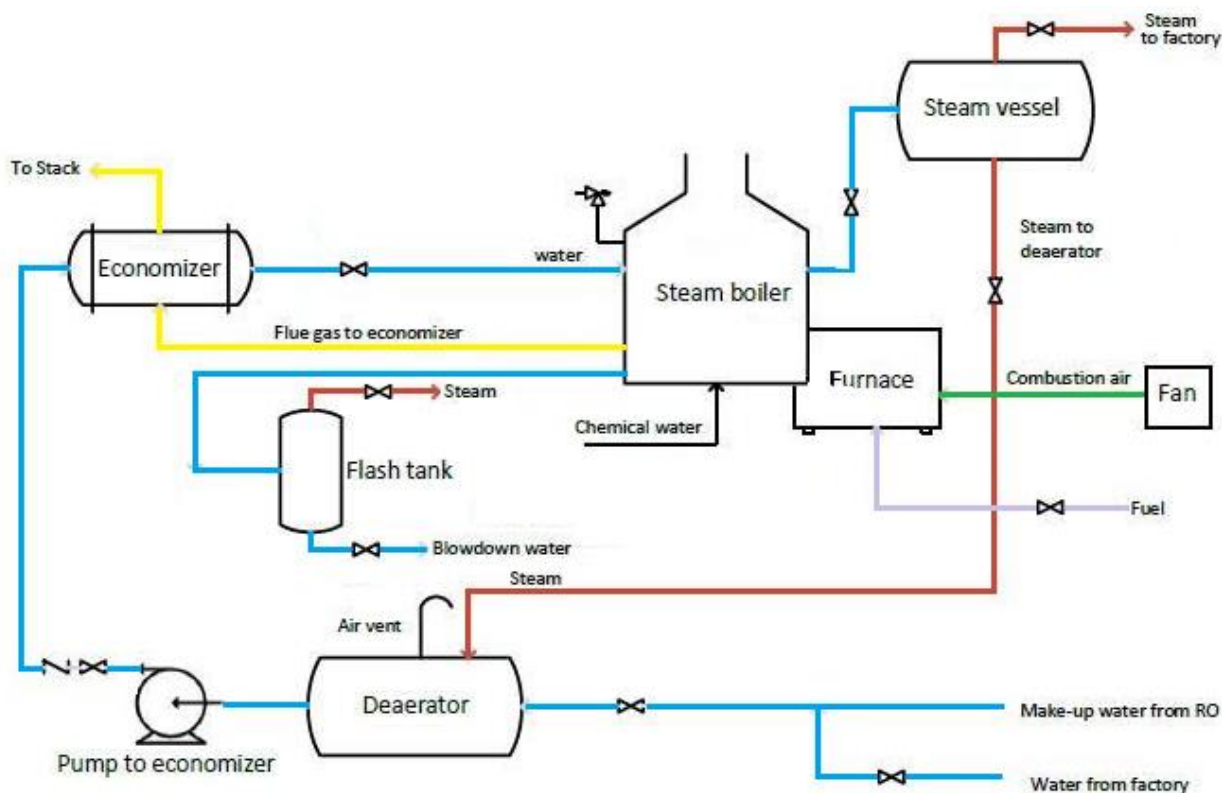 Steam
to factory
Steam vessel
To Stack
Steam to
deaerator
Economizer
water
Steam boiler
Flue gas to economizer
Furnace
Combustion air
Fan
Steam
Chemical water
Flash tank
Fuel
Blowdown water
Steam
Air vent
Deaerator
Make-up water from RO
Pump to economizer
Water from factory